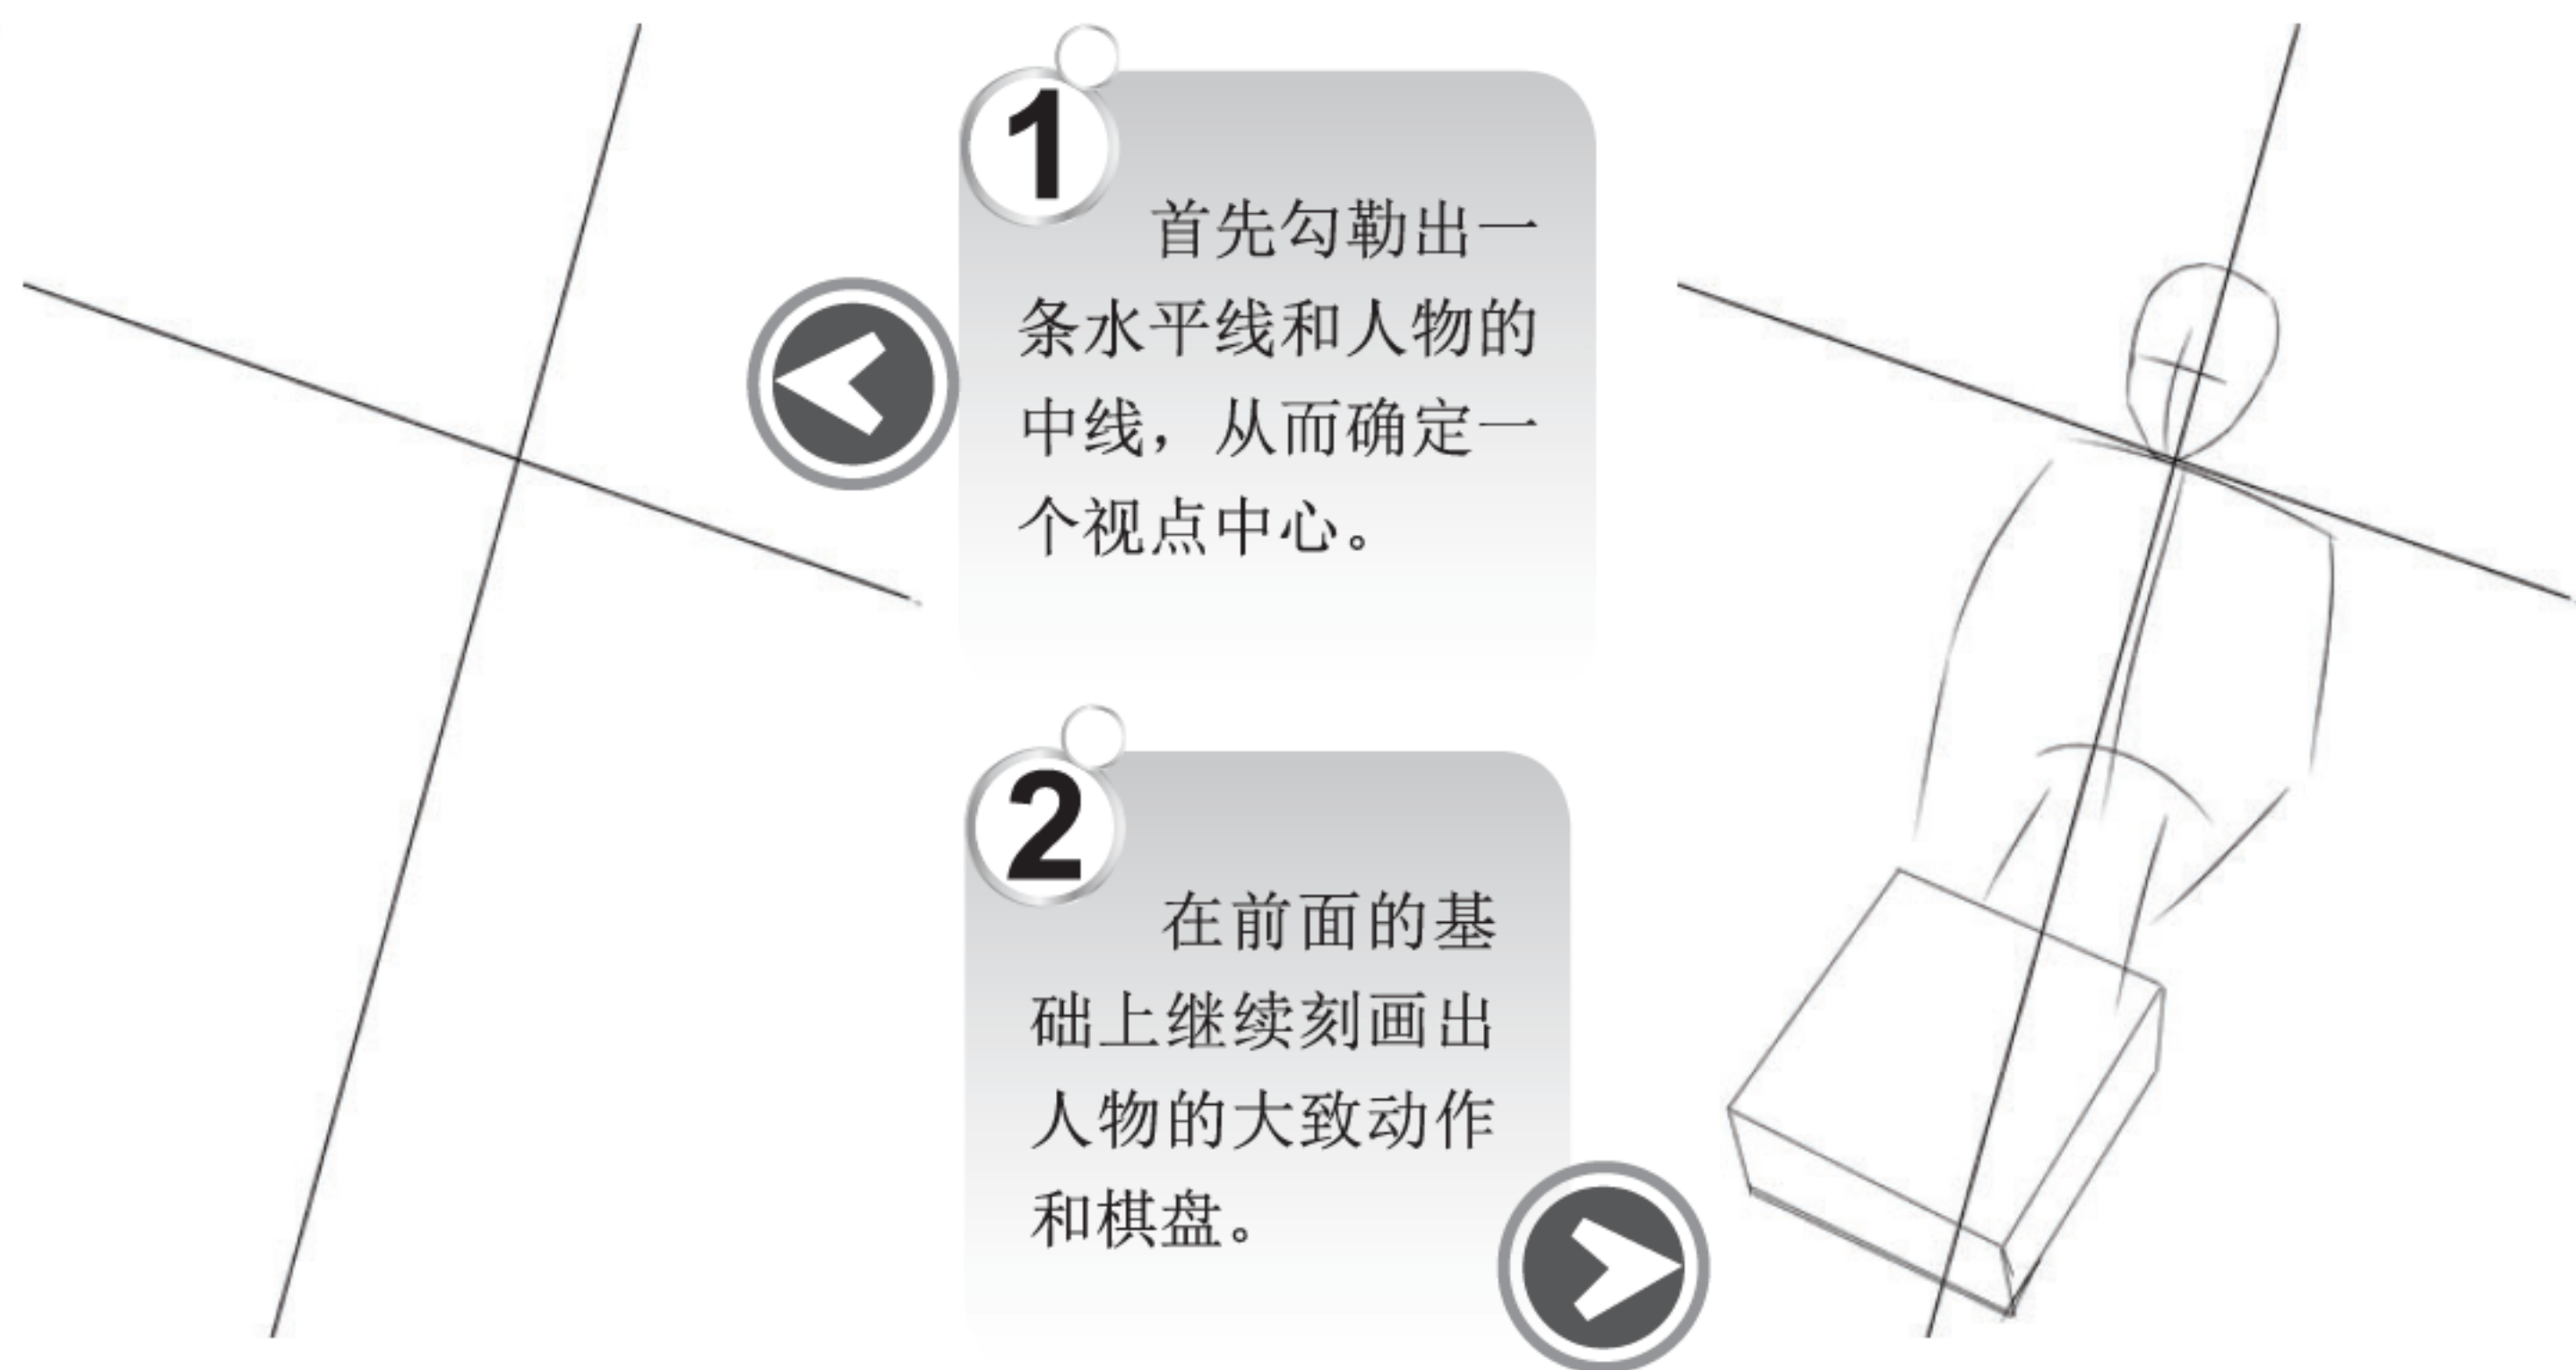 1
首先勾勒出一
条水平线和人物的
中线，从而确定一
个视点中心。
2
在前面的基
础上继续刻画出
人物的大致动作
和棋盘。